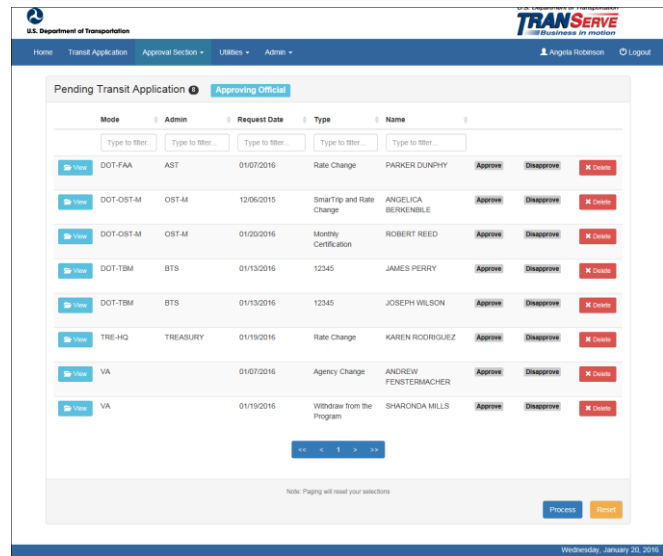 U.S. Department of Transportation
U.S. Department of Transportation
TRANSERVE
Business in motion
Home Transit Application Approval Section Utilities Admin Angela Robinson Logout
Pending Transit Application 8 Approving Official
Mode Admin Request Date Type Name
Type to filter... Type to filter... Type to filter... Type to filter... Type to filter...
View DOT-FAA AST 01/07/2016 Rate Change PARKER DUNPHY Approve Disapprove Delete
View DOT-OST-M OST-M 12/06/2015 SmarTrip and Rate ANGELICA Approve Disapprove Delete
Change BERKENBILE
View DOT-OST-M OST-M 01/20/2016 Monthly ROBERT REED Approve Disapprove Delete
Certification
View DOT-TBM BTS 01/13/2016 12345 JAMES PERRY Approve Disapprove Delete
View DOT-TBM BTS 01/13/2016 12345 JOSEPH WILSON Approve Disapprove Delete
View TRE-HQ TREASURY 01/19/2016 Rate Change KAREN RODRIGUEZ Approve Disapprove Delete
View VA 01/07/2016 Agency Change ANDREW Approve Disapprove Delete
FENSTERMACHER
View VA 01/19/2016 Withdraw from the SHARONDA MILLS Approve Disapprove Delete
Program
<< < 1 > >>
Note: Paging will reset your selections
Process Reset
Wednesday, January 20, 2016